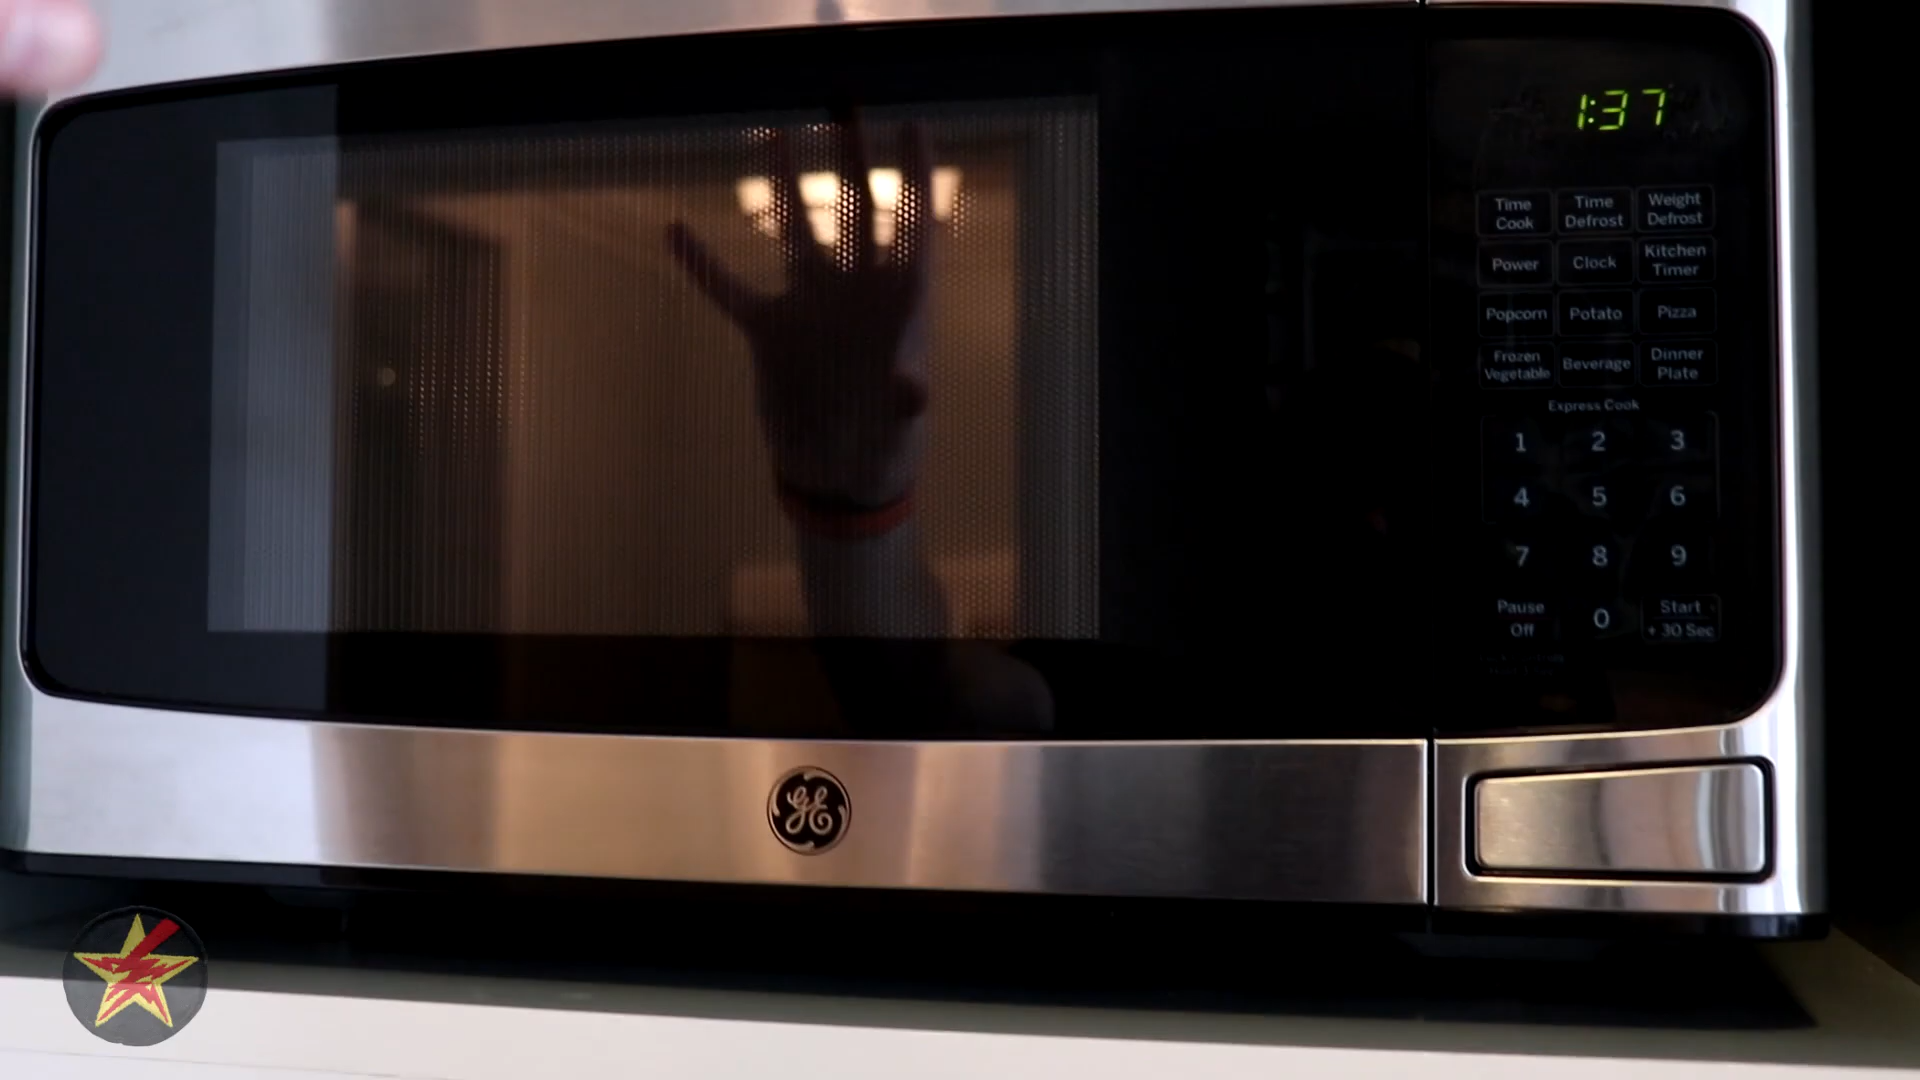 1:37
Time
Cook
Time
Defrost
Weight
Defrost
Power
Clock
Kitchen
Timer
Popcorn
Potato
Pizza
Frozen
Vegetable
Beverage
Dinner
Plate
Express Cook
1
2
3
4
5
6
7
8
9
Pause
Off
0
Start
+ 30 Sec
GE